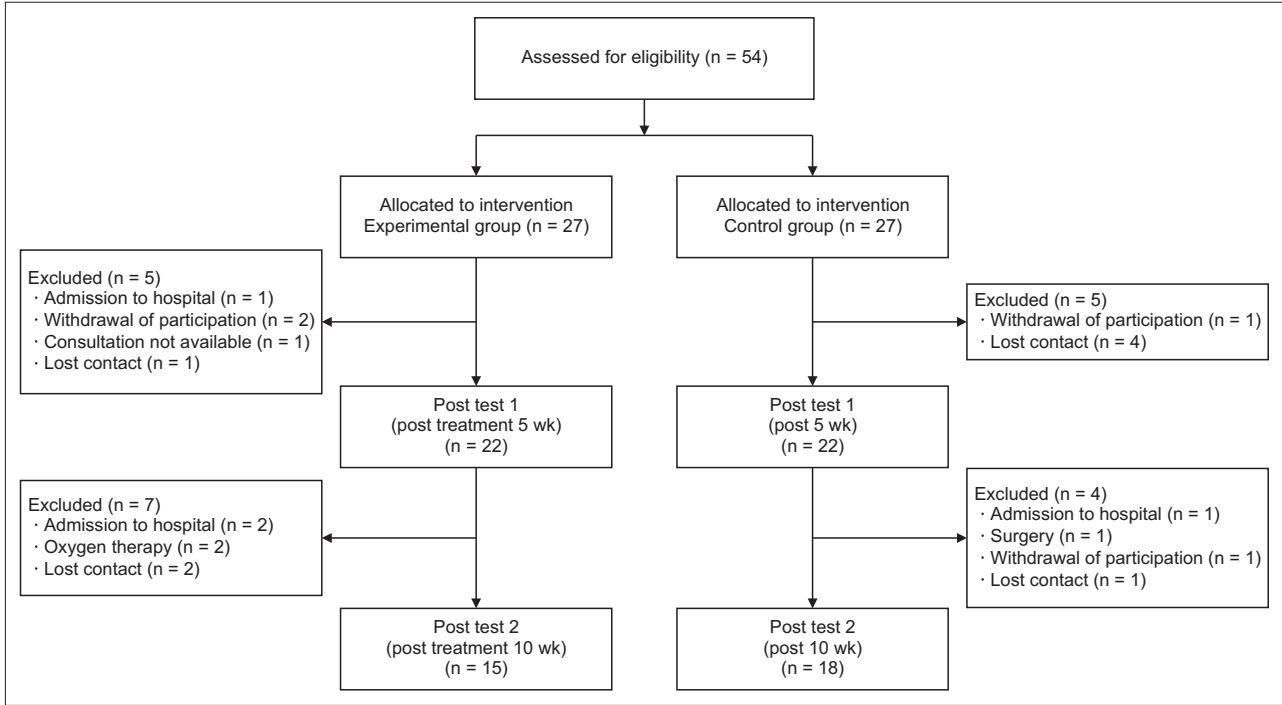 Assessed for eligibility (n = 54)
Allocated to intervention
Experimental group (n = 27)
Allocated to intervention
Control group (n = 27)
Excluded (n = 5)
· Admission to hospital (n = 1)
· Withdrawal of participation (n = 2)
· Consultation not available (n = 1)
· Lost contact (n = 1)
Excluded (n = 5)
· Withdrawal of participation (n = 1)
· Lost contact (n = 4)
Post test 1
(post treatment 5 wk)
(n = 22)
Post test 1
(post 5 wk)
(n = 22)
Excluded (n = 7)
· Admission to hospital (n = 2)
· Oxygen therapy (n = 2)
· Lost contact (n = 2)
Excluded (n = 4)
· Admission to hospital (n = 1)
· Surgery (n = 1)
· Withdrawal of participation (n = 1)
· Lost contact (n = 1)
Post test 2
(post treatment 10 wk)
(n = 15)
Post test 2
(post 10 wk)
(n = 18)